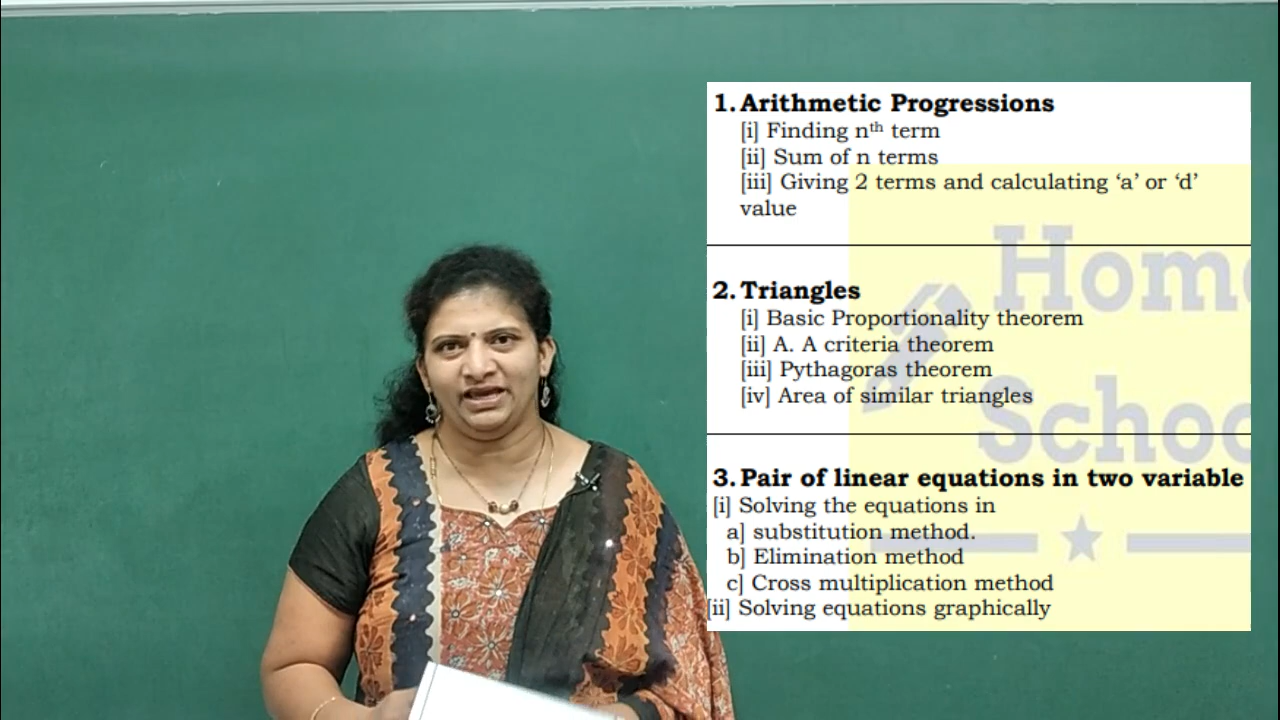 1. Arithmetic Progressions
[i] Finding nth term
[ii] Sum of n terms
[iii] Giving 2 terms and calculating ‘a’ or ‘d’
value
2. Triangles
[i] Basic Proportionality theorem
[ii] A. A criteria theorem
[iii] Pythagoras theorem
[iv] Area of similar triangles
3. Pair of linear equations in two variable
[i] Solving the equations in
a] substitution method.
b] Elimination method
c] Cross multiplication method
[ii] Solving equations graphically
Home
Schoo